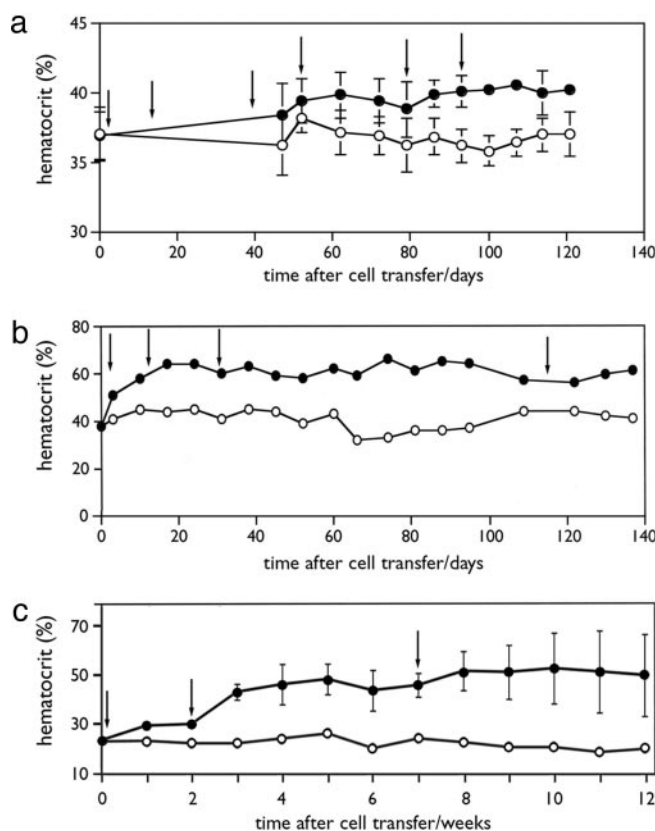 a
hematocrit (%)
45
40
35
30
0 20 40 60 80 100 120 140
time after cell transfer/days
b
hematocrit (%)
80
60
40
20
0
0 20 40 60 80 100 120 140
time after cell transfer/days
c
hematocrit (%)
70
50
30
10
0 2 4 6 8 10 12
time after cell transfer/weeks